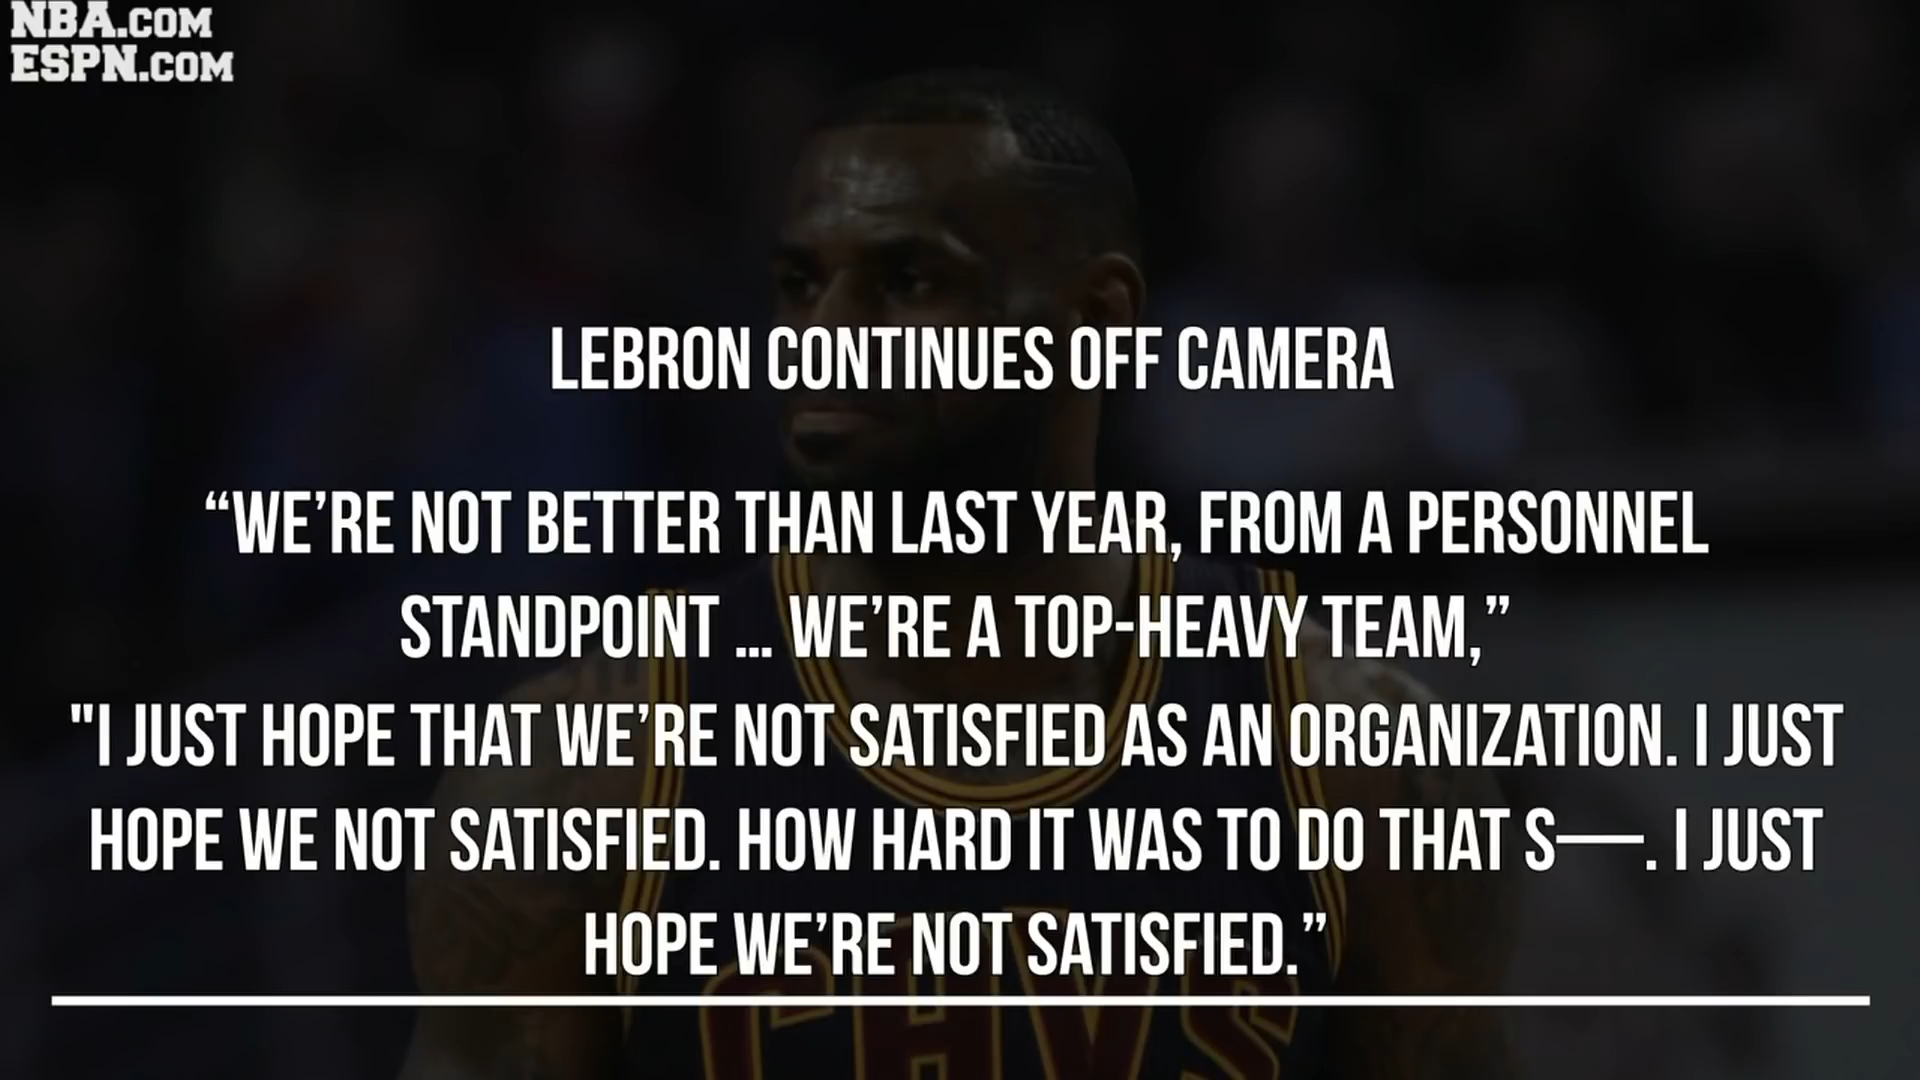 NBA.COM
ESPN.COM
LEBRON CONTINUES OFF CAMERA
“WE’RE NOT BETTER THAN LAST YEAR, FROM A PERSONNEL
STANDPOINT ... WE’RE A TOP-HEAVY TEAM,”
"I JUST HOPE THAT WE’RE NOT SATISFIED AS AN ORGANIZATION. I JUST
HOPE WE NOT SATISFIED. HOW HARD IT WAS TO DO THAT S––. I JUST
HOPE WE’RE NOT SATISFIED.”
CAVS